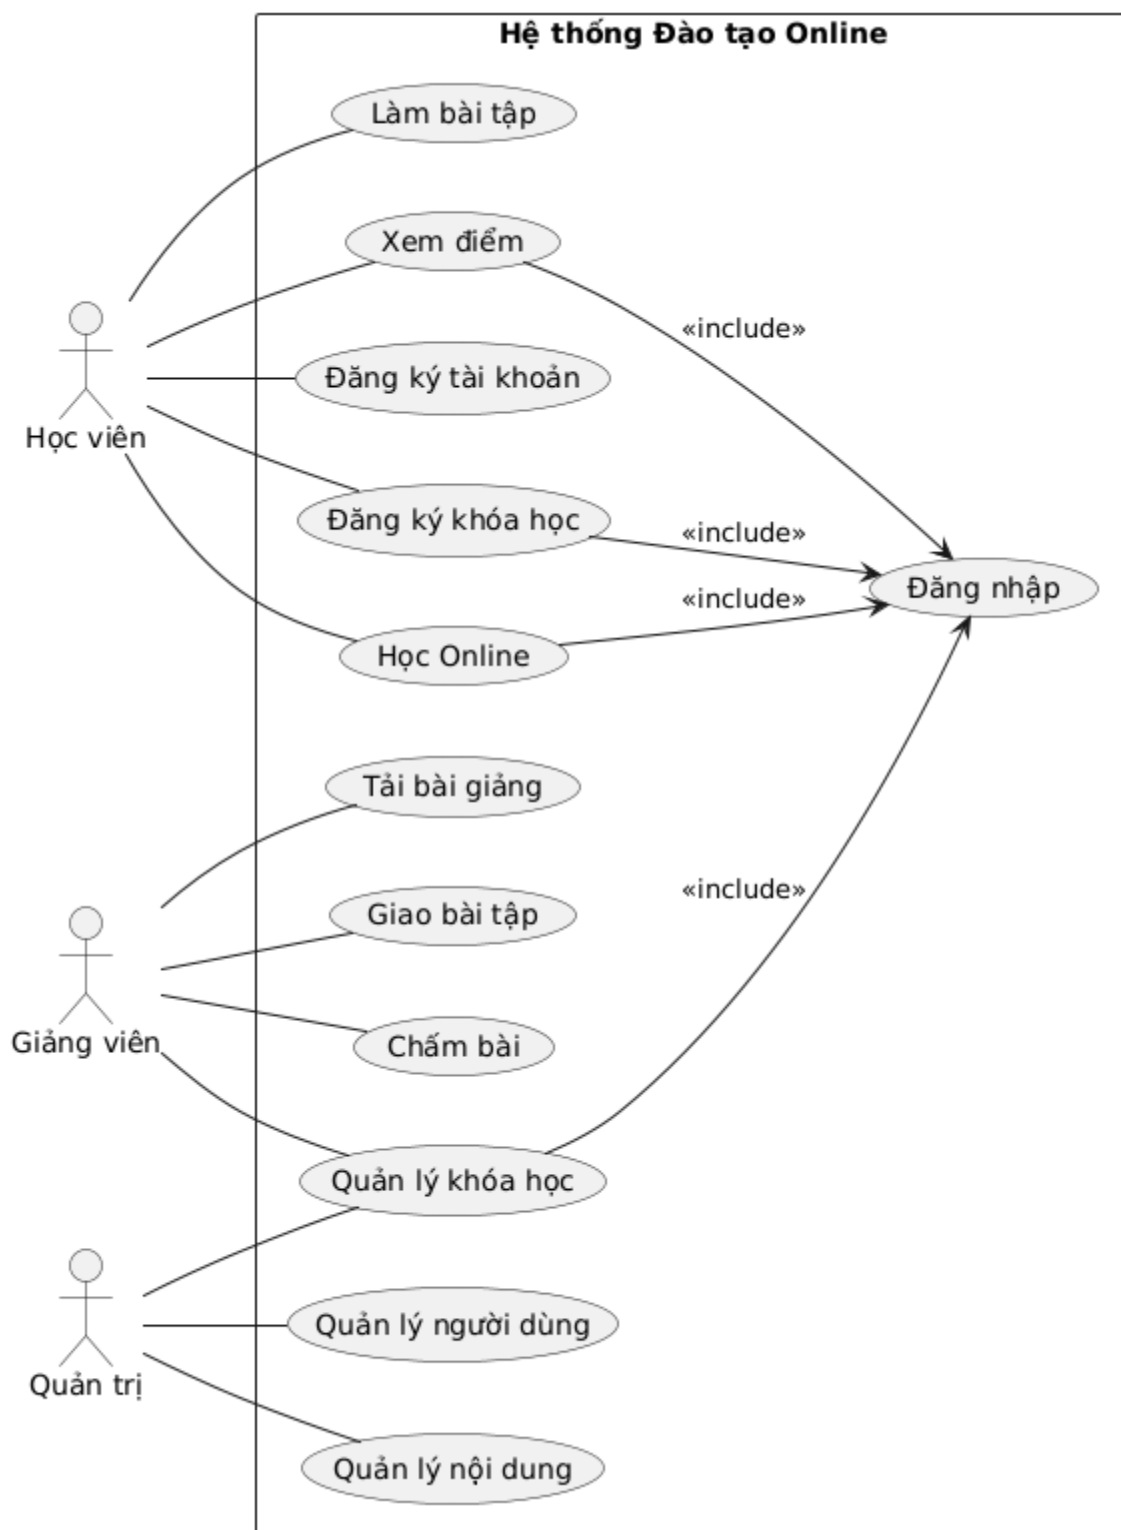 Hệ thống Đào tạo Online
Làm bài tập
Xem điểm
«include»
Đăng ký tài khoản
Học viên
Đăng ký khóa học
«include»
Đăng nhập
«include»
Học Online
Tải bài giảng
«include»
Giao bài tập
Giảng viên
Chấm bài
Quản lý khóa học
Quản lý người dùng
Quản trị
Quản lý nội dung